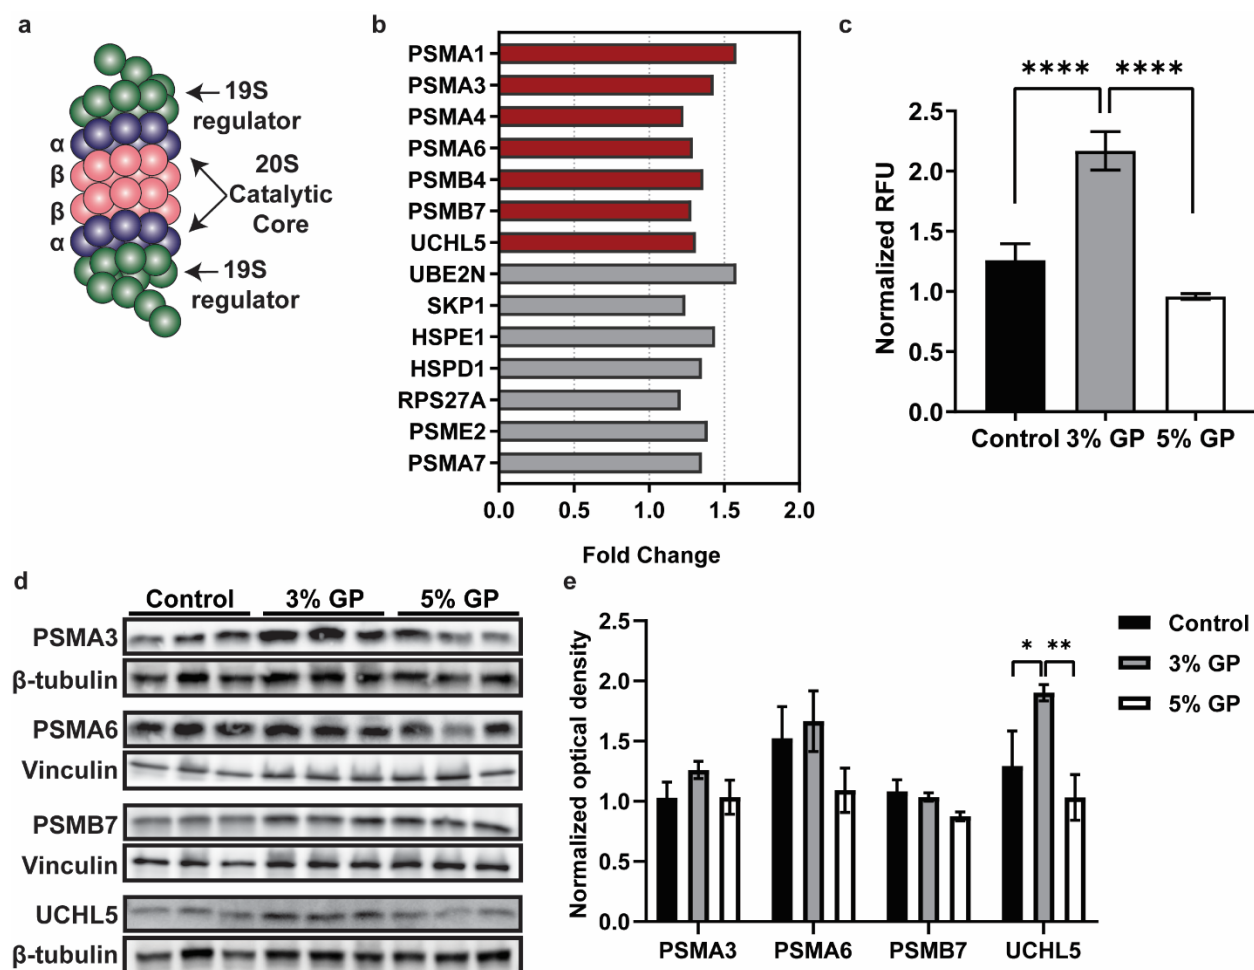 a
19S
regulator
α
β
β
α
20S
Catalytic
Core
19S
regulator
b
PSMA1
PSMA3
PSMA4
PSMA6
PSMB4
PSMB7
UCHL5
UBE2N
SKP1
HSPE1
HSPD1
RPS27A
PSME2
PSMA7
0.0 0.5 1.0 1.5 2.0
Fold Change
c
**** ****
Normalized RFU
2.5
2.0
1.5
1.0
0.5
0.0
Control 3% GP 5% GP
d
Control 3% GP 5% GP
PSMA3
β-tubulin
PSMA6
Vinculin
PSMB7
Vinculin
UCHL5
β-tubulin
e
Normalized optical density
2.5
2.0
1.5
1.0
0.5
0.0
* **
PSMA3 PSMA6 PSMB7 UCHL5
Control
3% GP
5% GP